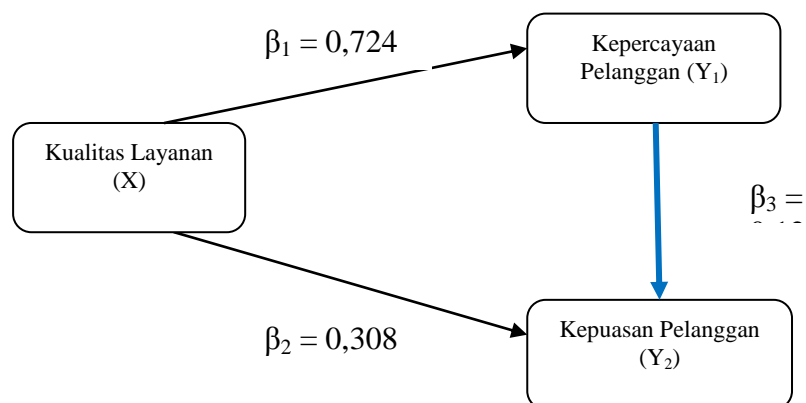 β₁ = 0,724
Kepercayaan
Pelanggan (Y₁)
Kualitas Layanan
(X)
β₃ =
β₂ = 0,308
Kepuasan Pelanggan
(Y₂)